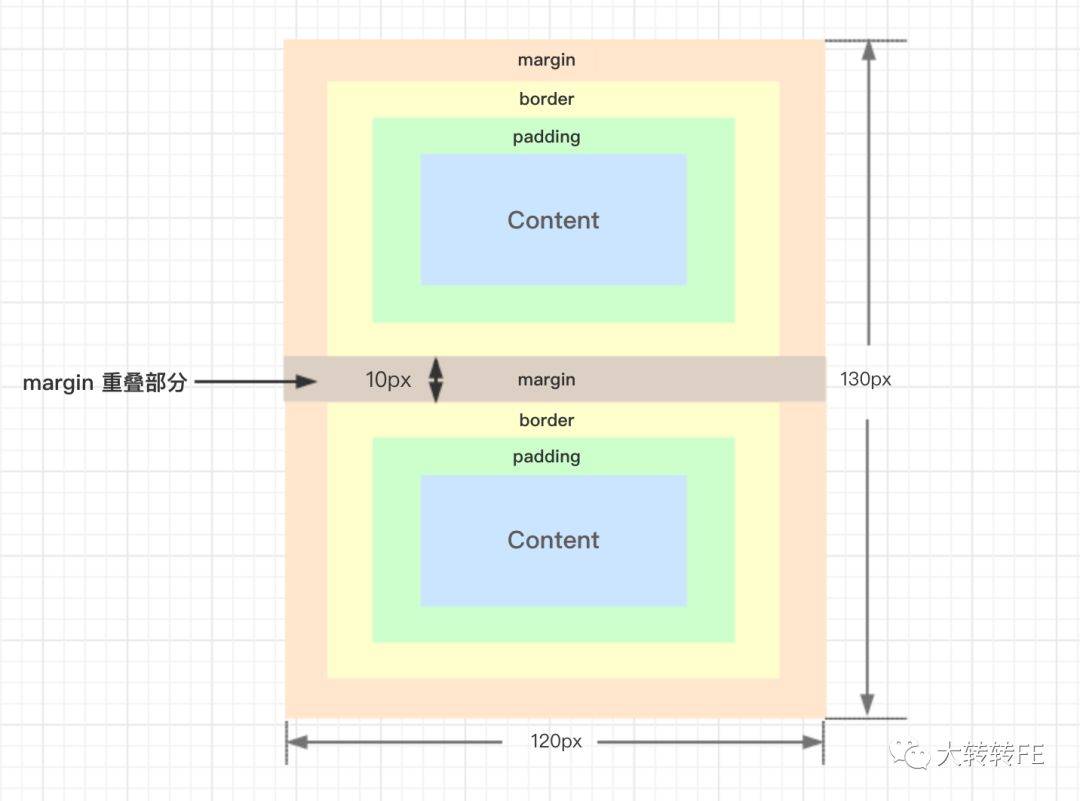 margin
border
padding
Content
margin 重叠部分
10px
margin
130px
border
padding
Content
120px
大转转FE